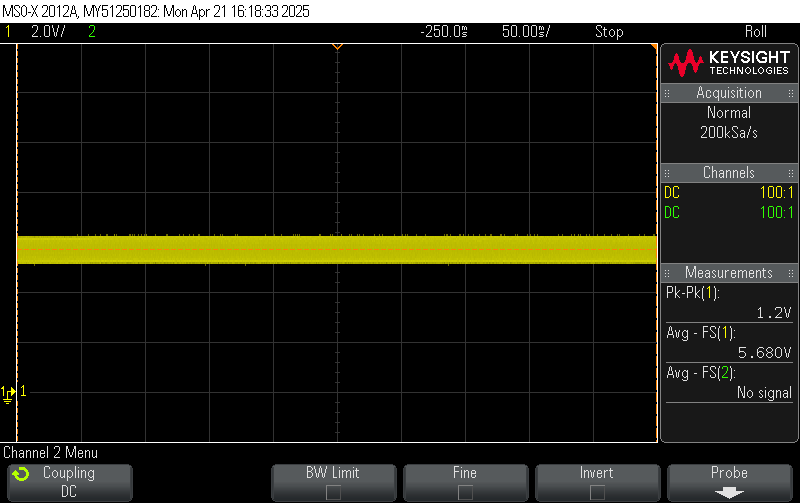 MSO-X 2012A, MY51250182: Mon Apr 21 16:18:33 2025
1 2.0V/ 2 -250.0ms 50.00ms/ Stop Roll
KEYSIGHT
TECHNOLOGIES
Acquisition
Normal
200kSa/s
Channels
DC 100:1
DC 100:1
Measurements
Pk-Pk(1):
1.2V
Avg - FS(1):
5.680V
Avg - FS(2):
No signal
1 1
Channel 2 Menu
Coupling
DC
BW Limit
Fine
Invert
Probe